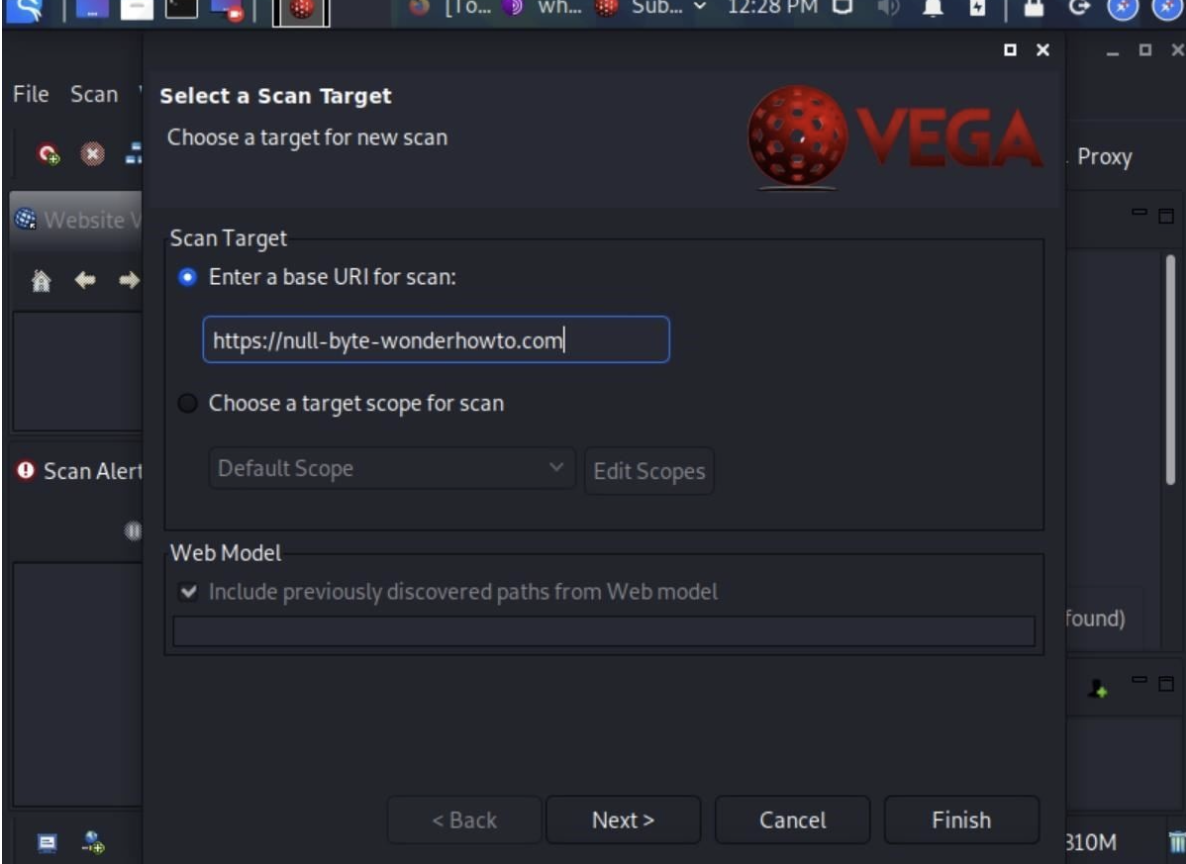 [To... wh... Sub... 12:28 PM
File Scan
Select a Scan Target
Choose a target for new scan
VEGA
Proxy
Website V
Scan Target
Enter a base URI for scan:
https://null-byte-wonderhowto.com
Choose a target scope for scan
Default Scope
Edit Scopes
Scan Alert
Web Model
Include previously discovered paths from Web model
found)
< Back
Next >
Cancel
Finish
310M